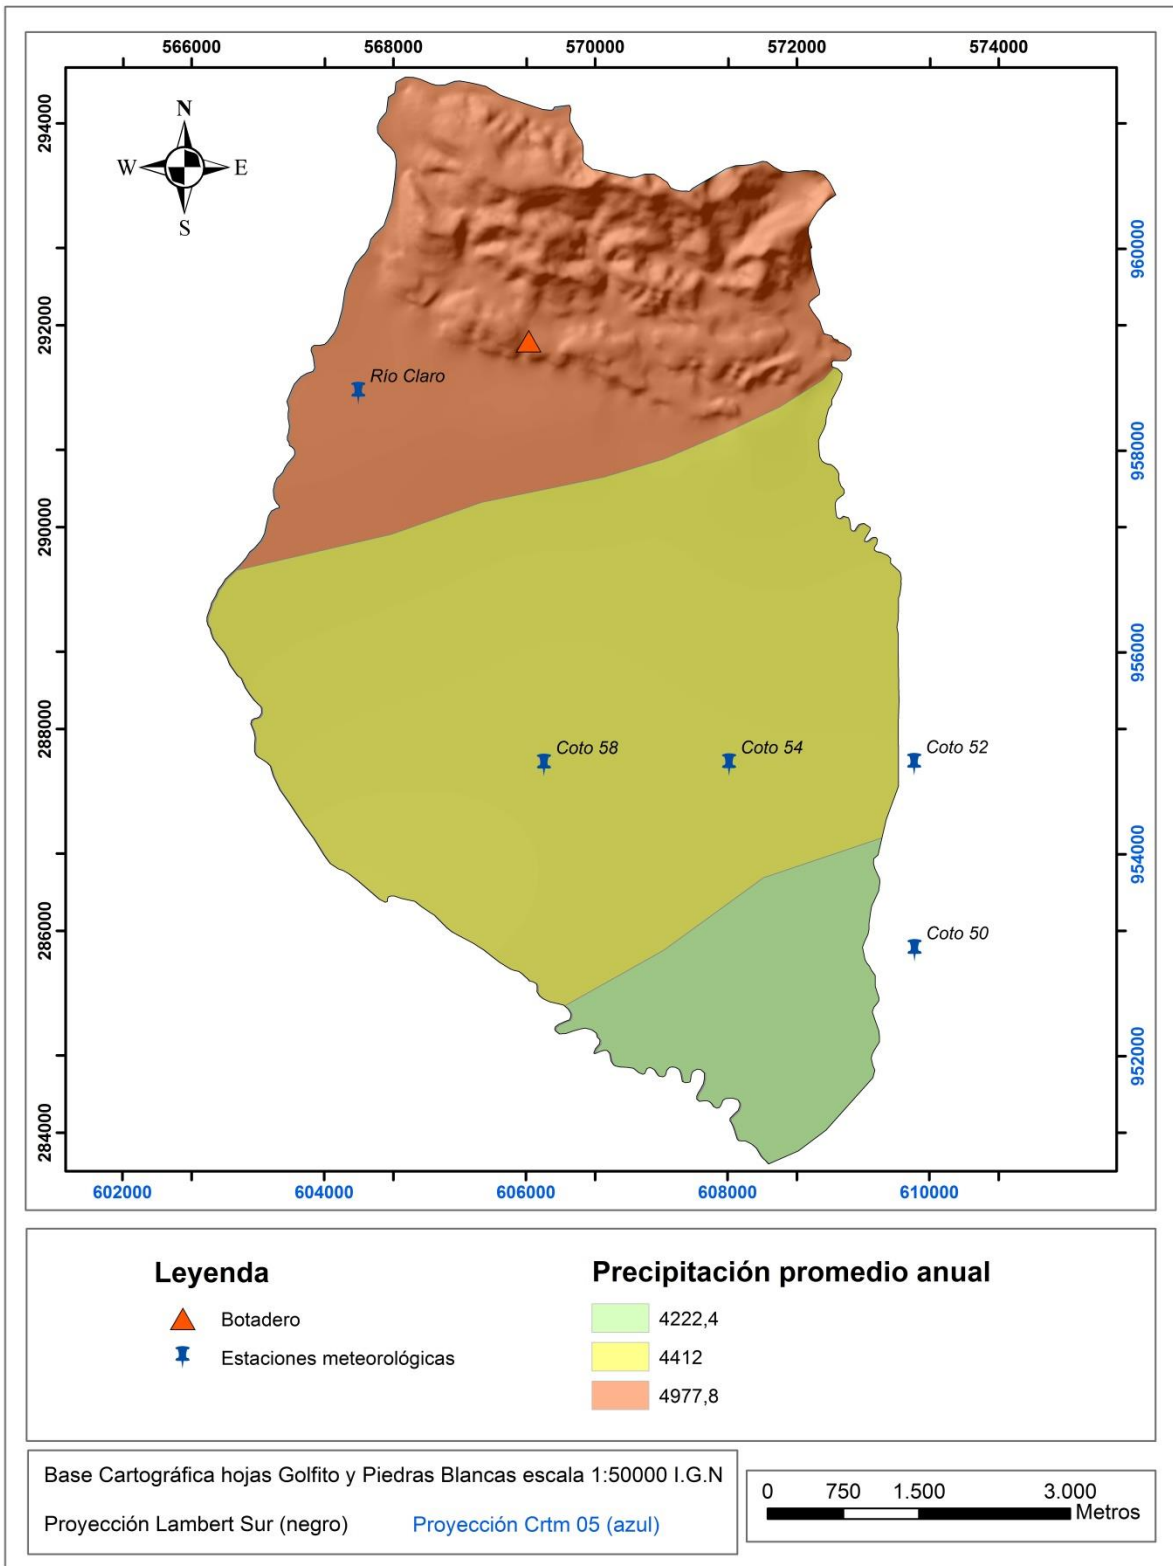 566000 568000 570000 572000 574000
N
W E
S
294000
292000
290000
288000
286000
284000
960000
958000
956000
954000
952000
Río Claro
Coto 58
Coto 54
Coto 52
Coto 50
602000 604000 606000 608000 610000
Leyenda
Botadero
Estaciones meteorológicas
Precipitación promedio anual
4222,4
4412
4977,8
Base Cartográfica hojas Golfito y Piedras Blancas escala 1:50000 I.G.N
Proyección Lambert Sur (negro) Proyección Crtm 05 (azul)
0 750 1.500 3.000
Metros